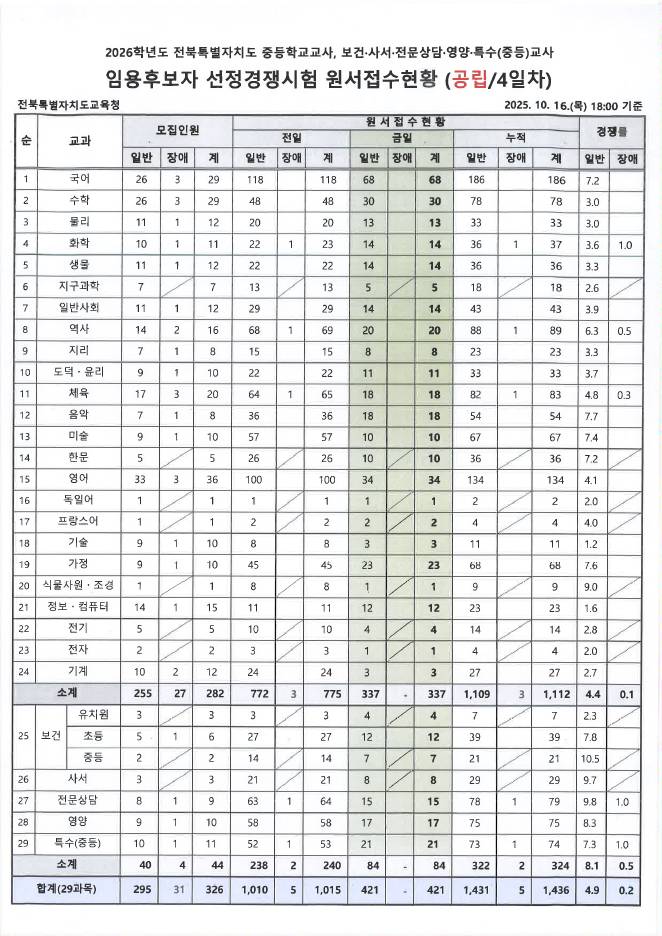 2026학년도 전북특별자치도 중등학교교사, 보건·사서·전문상담·영양·특수(중등)교사
임용후보자 선정경쟁시험 원서접수현황 (공립/4일차)
전북특별자치도교육청 2025. 10. 16.(목) 18:00 기준
순 교과 모집인원 원서접수현황 경쟁률
전일 금일 누적
일반 장애 계 일반 장애 계 일반 장애 계 일반 장애 계 일반 장애
1 국어 26 3 29 118 118 68 68 186 186 7.2
2 수학 26 3 29 48 48 30 30 78 78 3.0
3 물리 11 1 12 20 20 13 13 33 33 3.0
4 화학 10 1 11 22 1 23 14 14 36 1 37 3.6 1.0
5 생물 11 1 12 22 22 14 14 36 36 3.3
6 지구과학 7 7 13 13 5 5 18 18 2.6
7 일반사회 11 1 12 29 29 14 14 43 43 3.9
8 역사 14 2 16 68 1 69 20 20 88 1 89 6.3 0.5
9 지리 7 1 8 15 15 8 8 23 23 3.3
10 도덕·윤리 9 1 10 22 22 11 11 33 33 3.7
11 체육 17 3 20 64 1 65 18 18 82 1 83 4.8 0.3
12 음악 7 1 8 36 36 18 18 54 54 7.7
13 미술 9 1 10 57 57 10 10 67 67 7.4
14 한문 5 5 26 26 10 10 36 36 7.2
15 영어 33 3 36 100 100 34 34 134 134 4.1
16 독일어 1 1 1 1 1 1 2 2 2.0
17 프랑스어 1 1 2 2 2 2 4 4 4.0
18 기술 9 1 10 8 8 3 3 11 11 1.2
19 가정 9 1 10 45 45 23 23 68 68 7.6
20 식물자원·조경 1 1 8 8 1 1 9 9 9.0
21 정보·컴퓨터 14 1 15 11 11 12 12 23 23 1.6
22 전기 5 5 10 10 4 4 14 14 2.8
23 전자 2 2 3 3 1 1 4 4 2.0
24 기계 10 2 12 24 24 3 3 27 27 2.7
소계 255 27 282 772 3 775 337 - 337 1,109 3 1,112 4.4 0.1
25 보건 유치원 3 3 3 3 4 4 7 7 2.3
초등 5 1 6 27 27 12 12 39 39 7.8
중등 2 2 14 14 7 7 21 21 10.5
26 사서 3 3 21 21 8 8 29 29 9.7
27 전문상담 8 1 9 63 1 64 15 15 78 1 79 9.8 1.0
28 영양 9 1 10 58 58 17 17 75 75 8.3
29 특수(중등) 10 1 11 52 1 53 21 21 73 1 74 7.3 1.0
소계 40 4 44 238 2 240 84 - 84 322 2 324 8.1 0.5
합계(29과목) 295 31 326 1,010 5 1,015 421 - 421 1,431 5 1,436 4.9 0.2